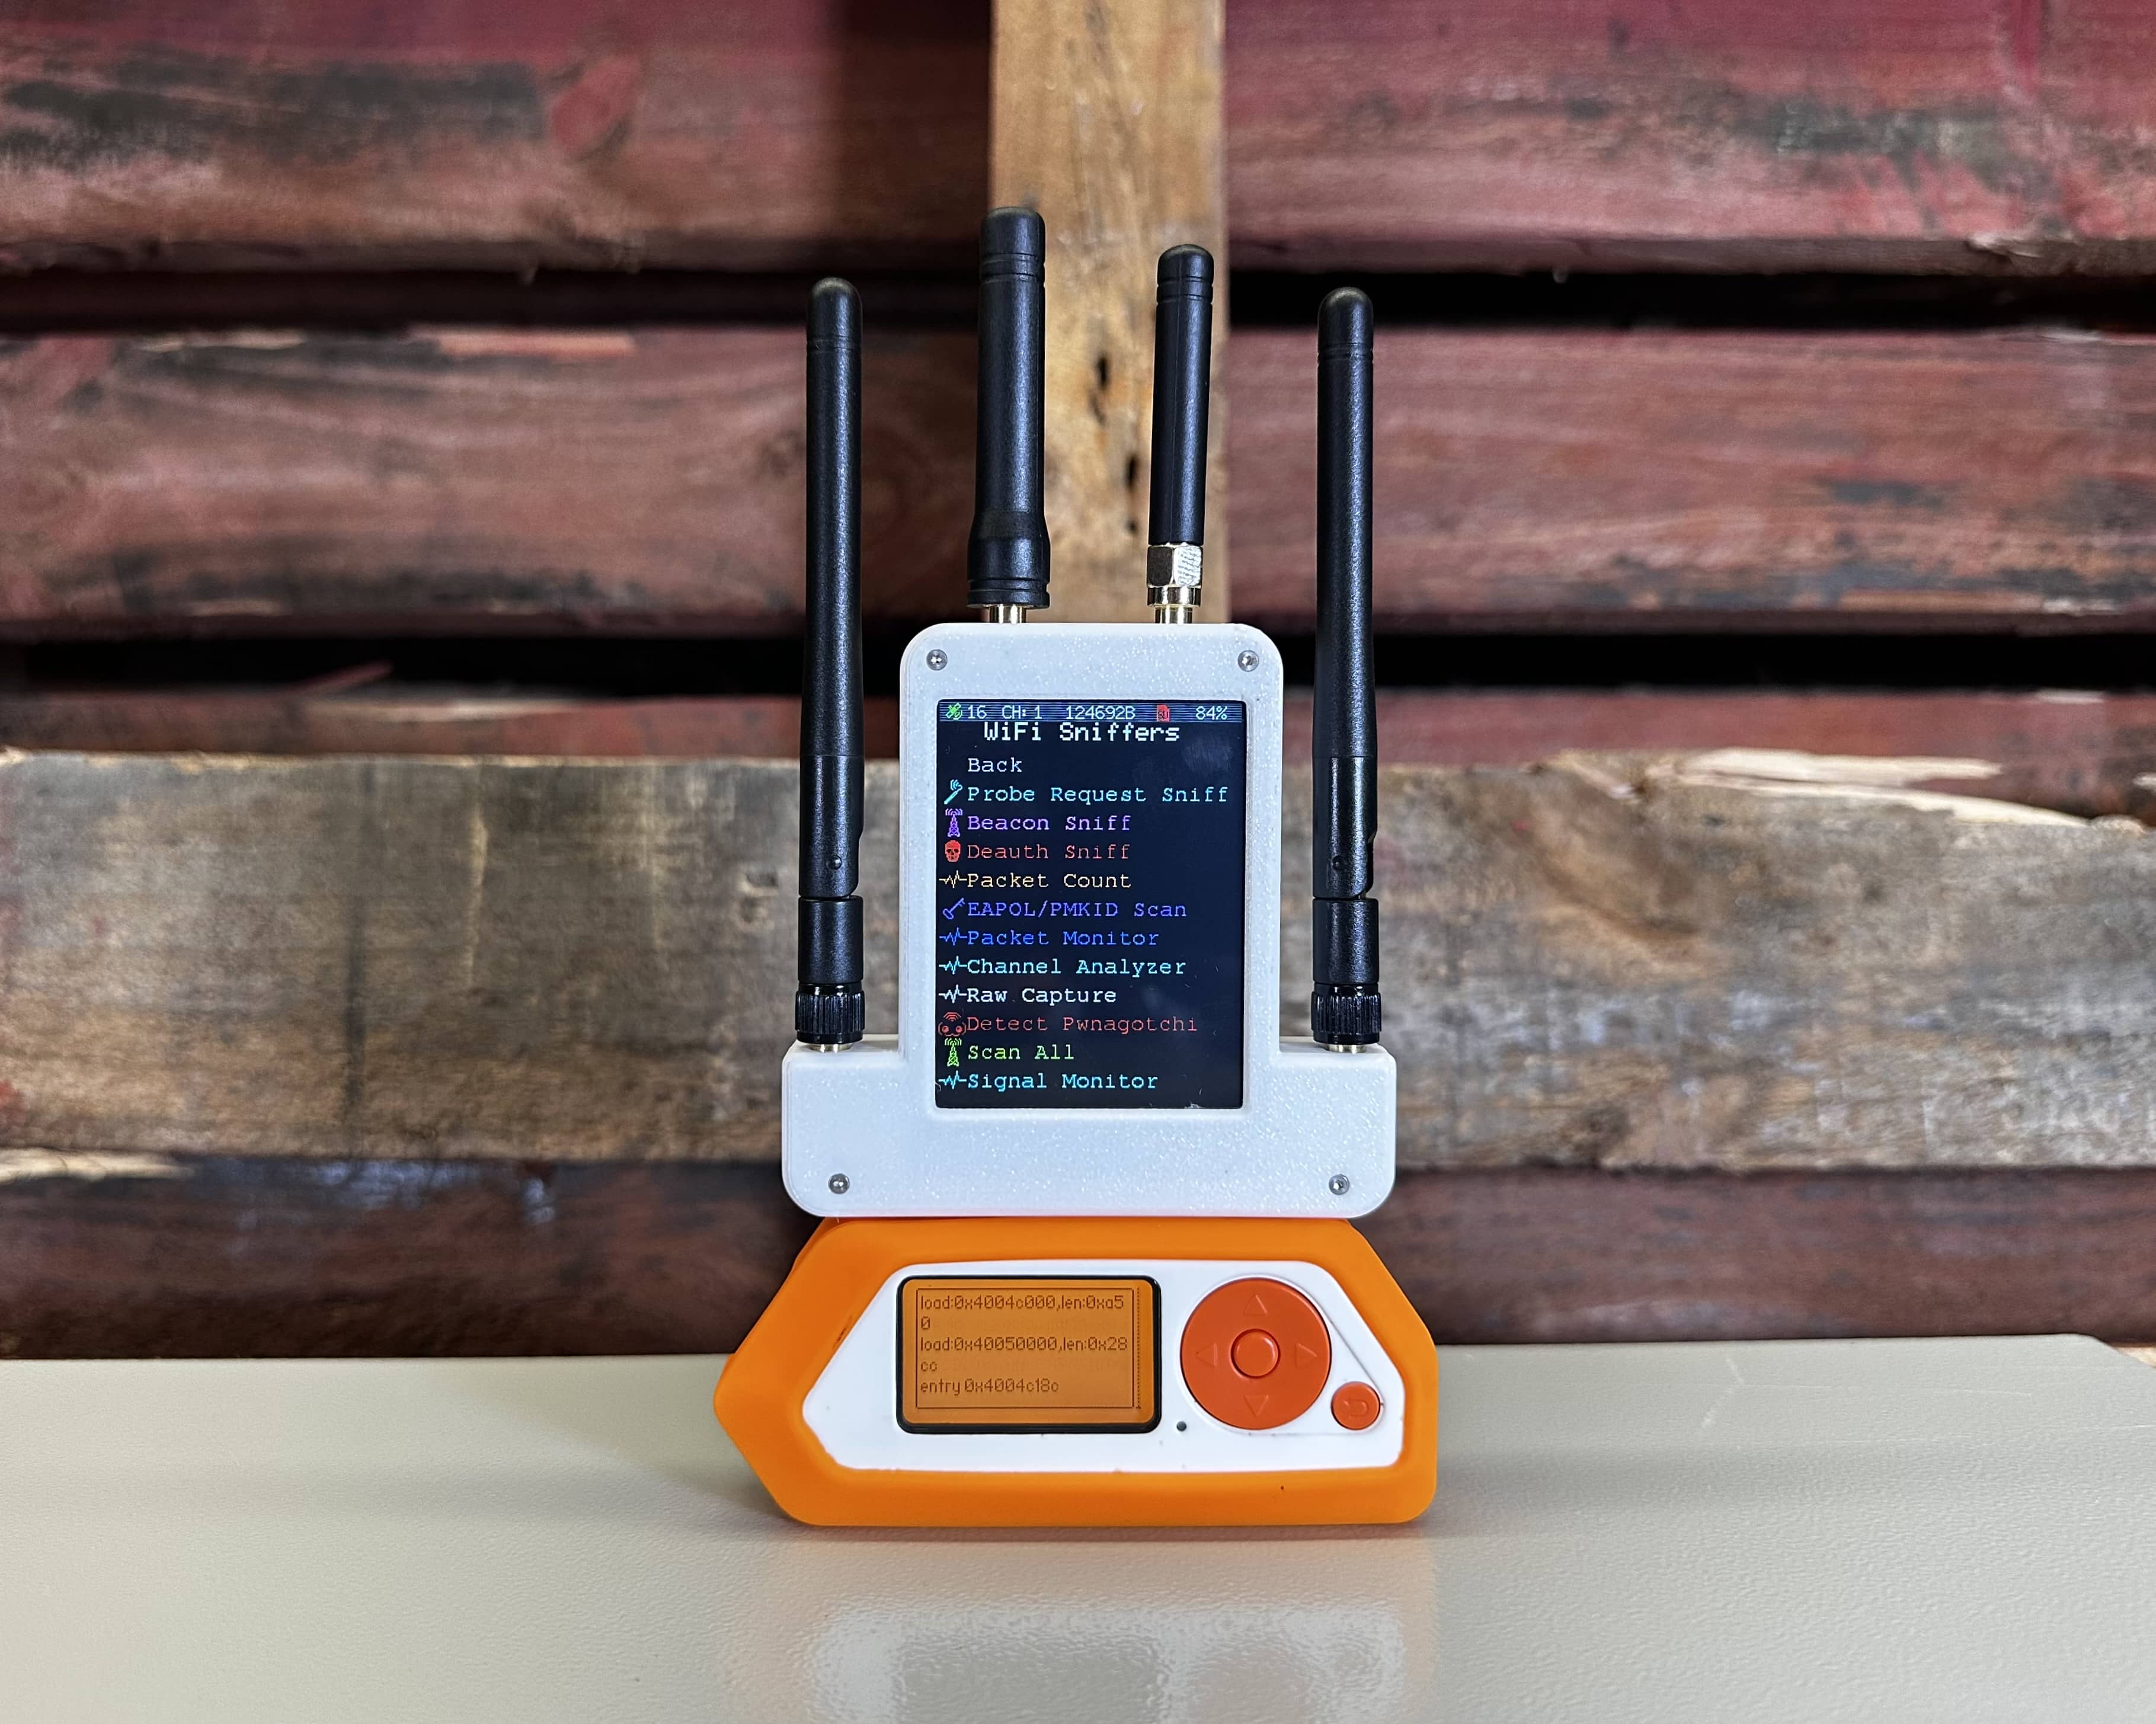 16 CH: 1 124692B 84%
WiFi Sniffers
Back
Probe Request Sniff
Beacon Sniff
Deauth Sniff
Packet Count
EAPOL/PMKID Scan
Packet Monitor
Channel Analyzer
Raw Capture
Detect Pwnagotchi
Scan All
Signal Monitor
load:0x4004c000,len:0xa5
0
load:0x40050000,len:0x28
cc
entry 0x4004c18c